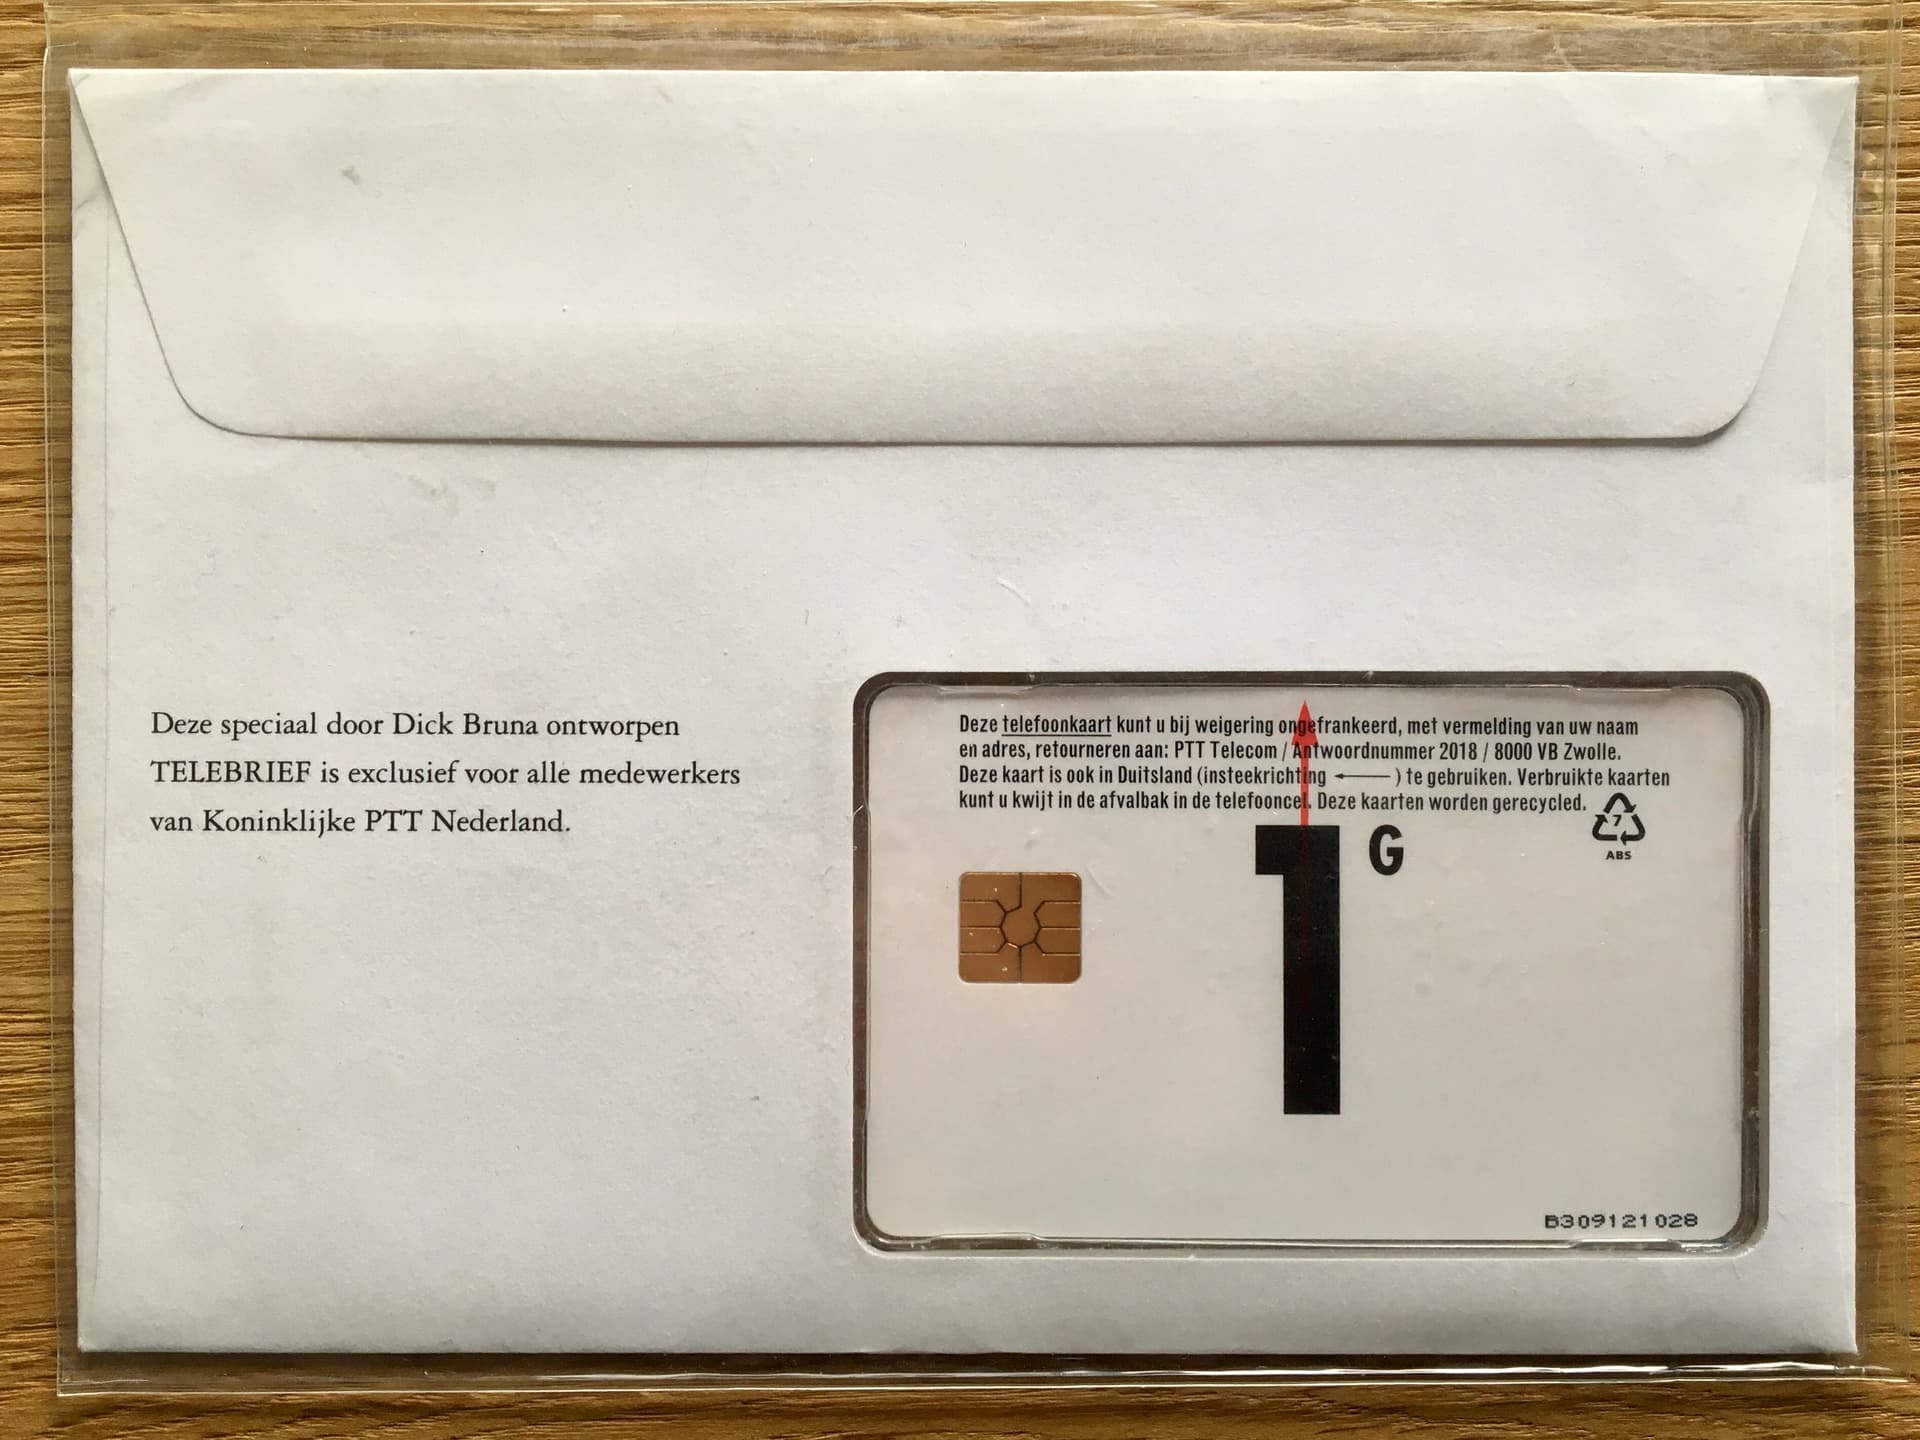 Deze speciaal door Dick Bruna ontworpen
TELEBRIEF is exclusief voor alle medewerkers
van Koninklijke PTT Nederland.
Deze telefoonkaart kunt u bij weigering ongefrankeerd, met vermelding van uw naam
en adres, retourneren aan: PTT Telecom / Antwoordnummer 2018 / 8000 VB Zwolle.
Deze kaart is ook in Duitsland (insteekrichting ⟵) te gebruiken. Verbruikte kaarten
kunt u kwijt in de afvalbak in de telefooncel. Deze kaarten worden gerecycled.
7
ABS
1 G
B309121028